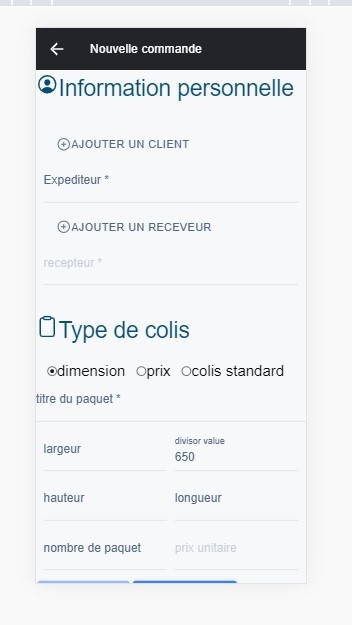 Nouvelle commande
Information personnelle
AJOUTER UN CLIENT
Expediteur *
AJOUTER UN RECEVEUR
recepteur *
Type de colis
dimension prix colis standard
titre du paquet *
divisor value
largeur 650
hauteur longueur
nombre de paquet prix unitaire